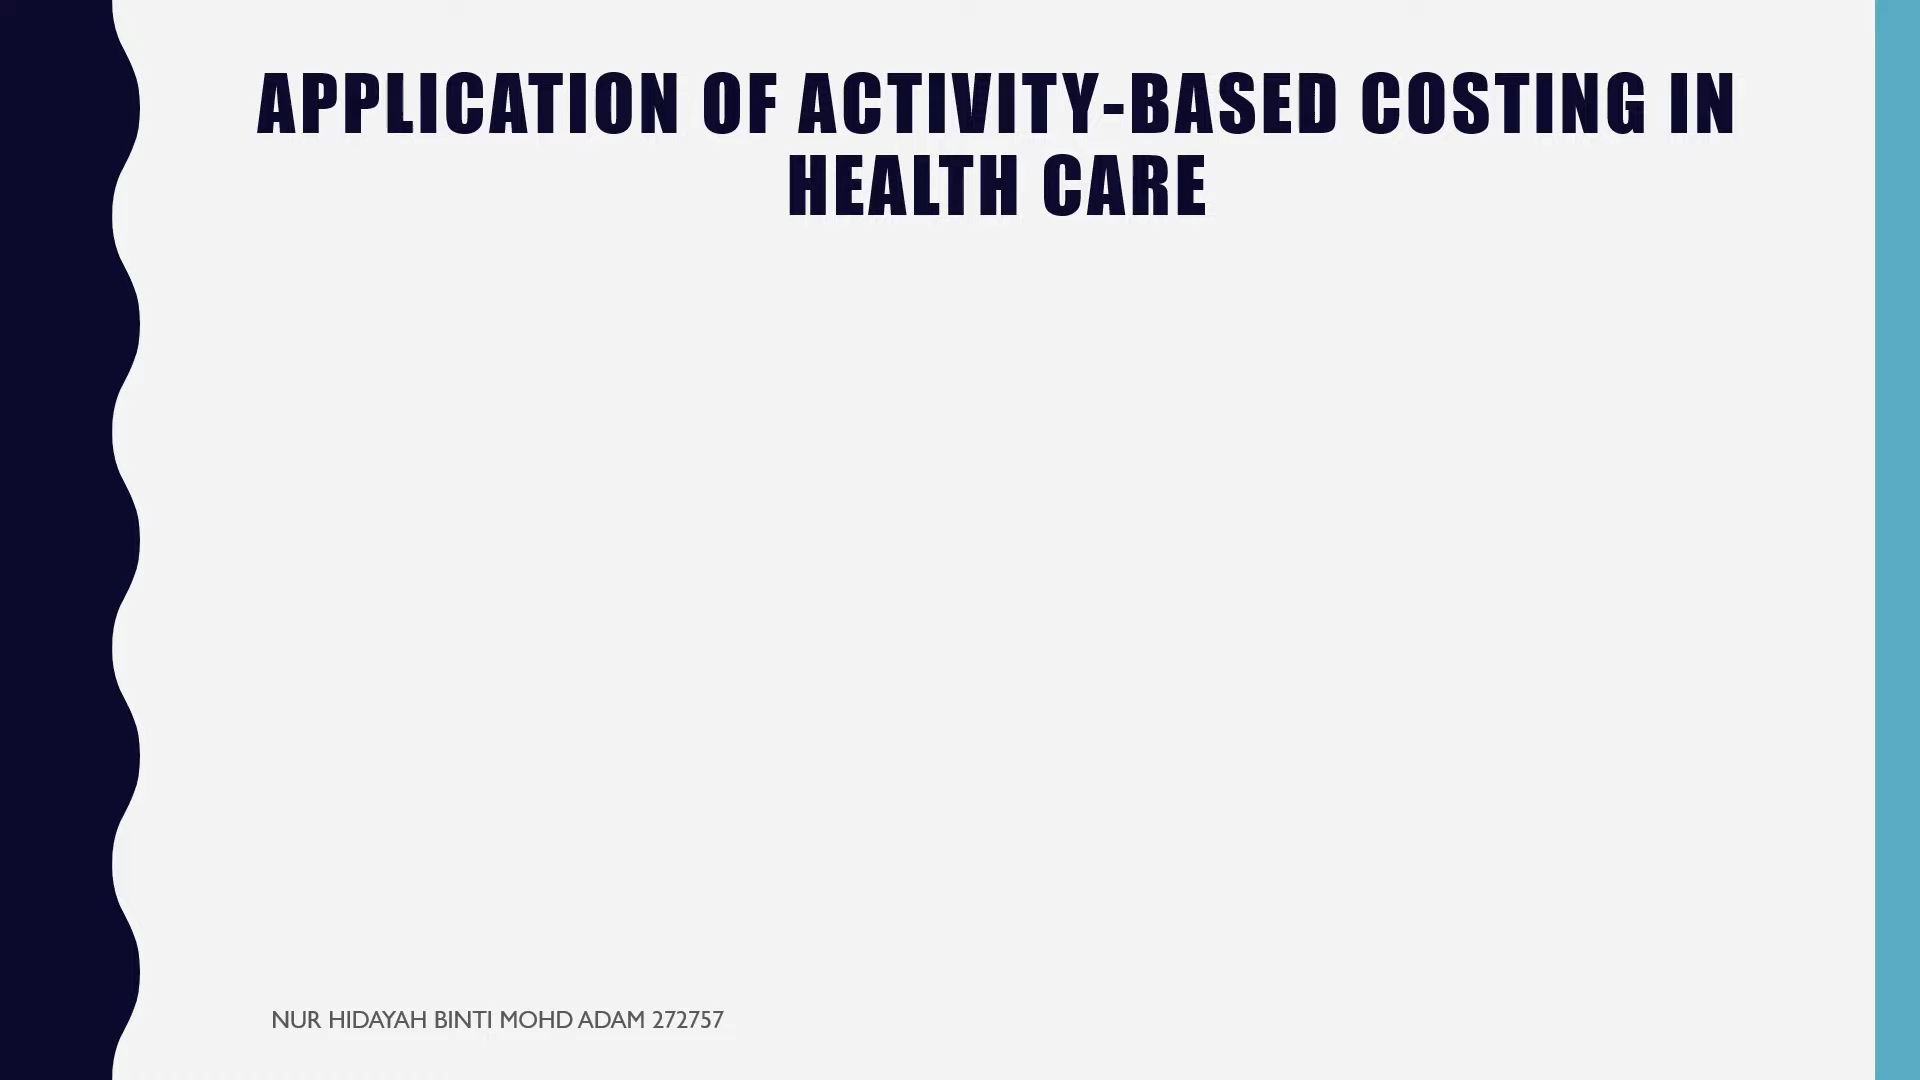 APPLICATION OF ACTIVITY-BASED COSTING IN
HEALTH CARE
NUR HIDAYAH BINTI MOHD ADAM 272757